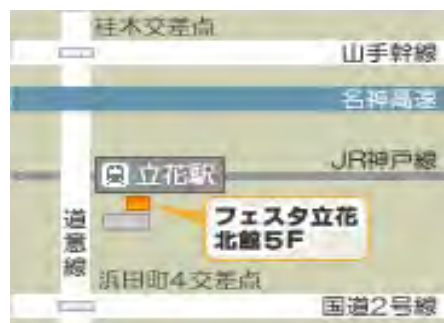 桂木交差点
山手幹線
名神高速
JR神戸線
立花駅
フェスタ立花
北館5F
道意線
浜田町4交差点
国道2号線